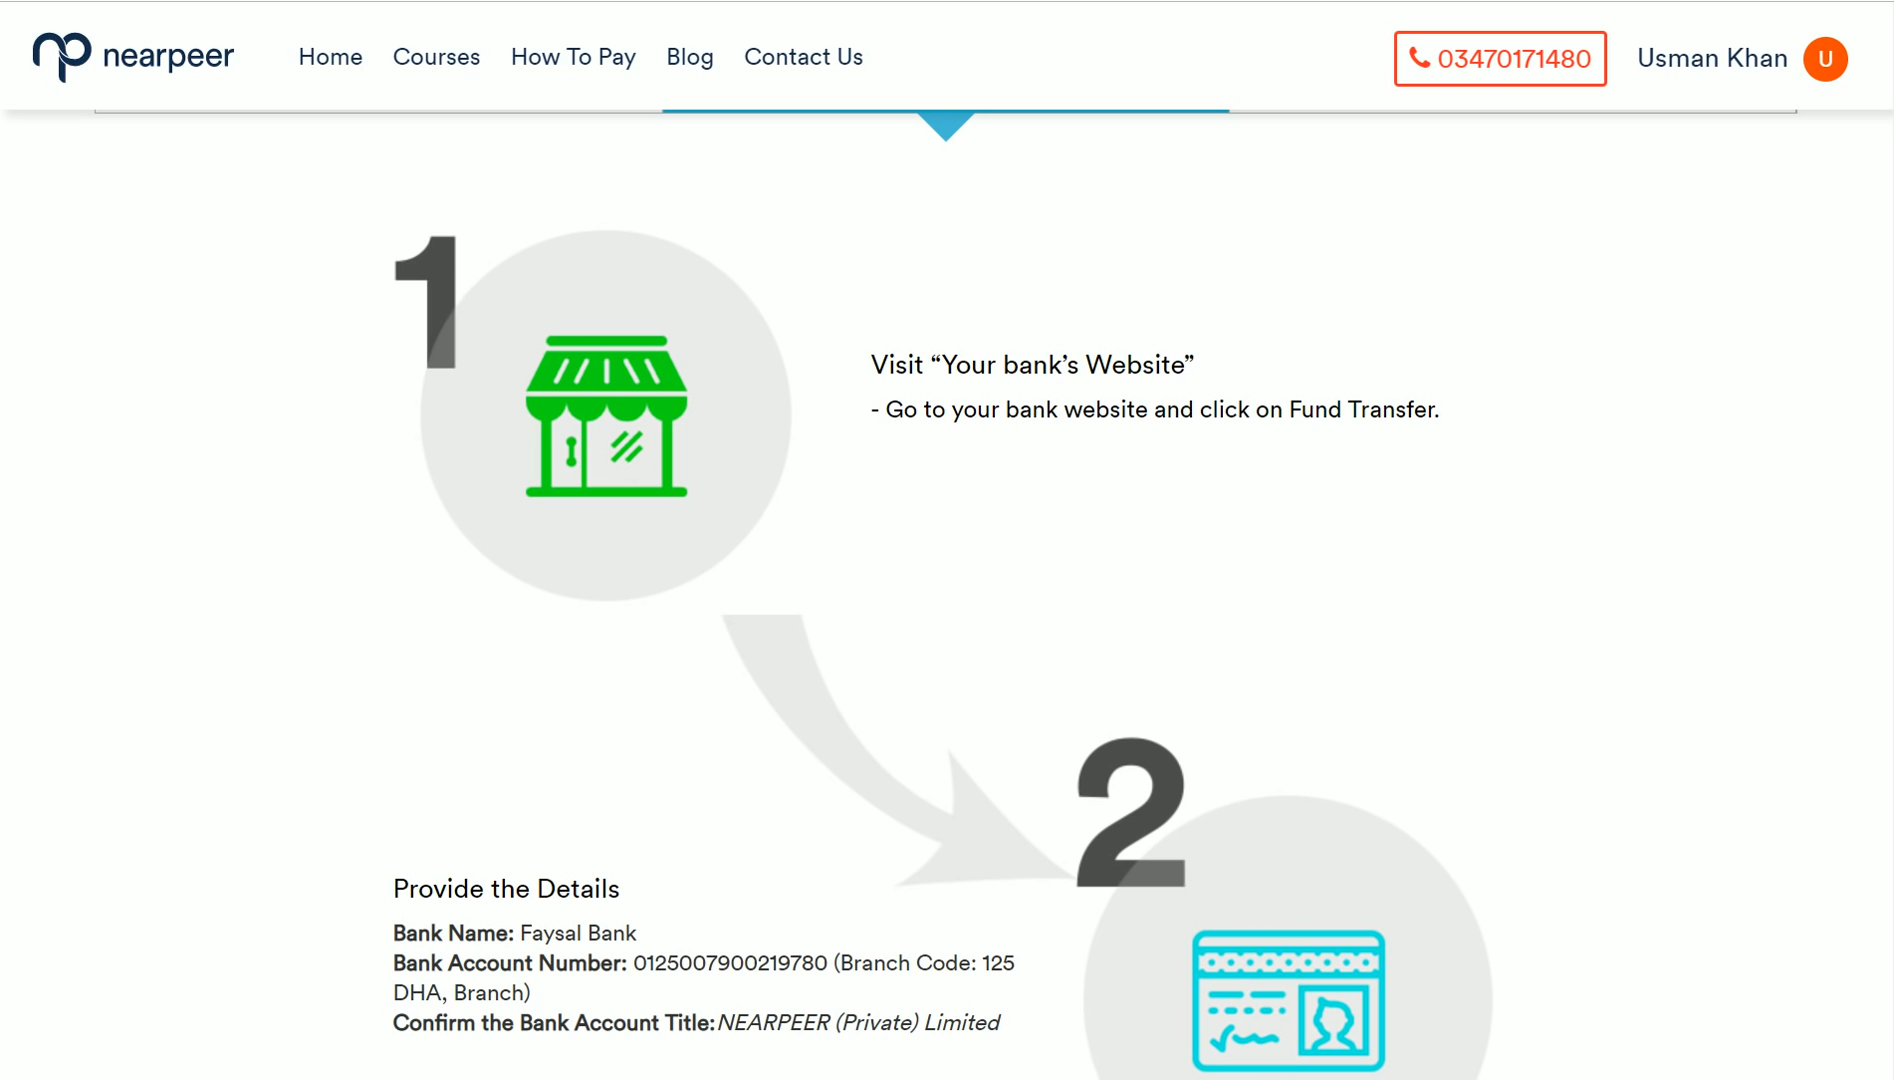 nearpeer Home Courses How To Pay Blog Contact Us 03470171480 Usman Khan U
1
Visit “Your bank’s Website”
- Go to your bank website and click on Fund Transfer.
2
Provide the Details
Bank Name: Faysal Bank
Bank Account Number: 0125007900219780 (Branch Code: 125
DHA, Branch)
Confirm the Bank Account Title: NEARPEER (Private) Limited